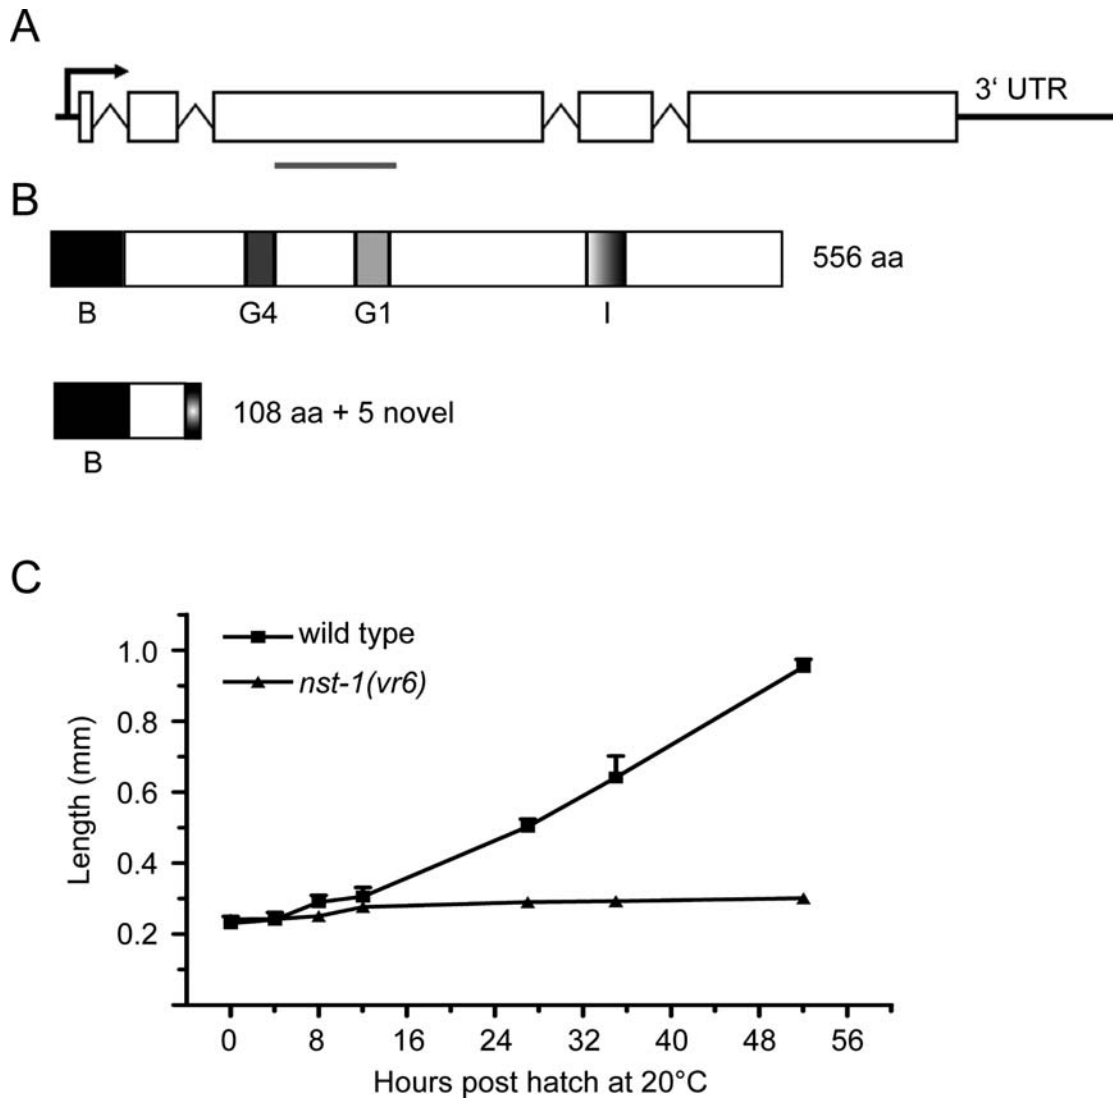 A
3‘ UTR
B
556 aa
B G4 G1 I
108 aa + 5 novel
B
C
wild type
nst-1(vr6)
1.0
0.8
0.6
0.4
0.2
Length (mm)
0 8 16 24 32 40 48 56
Hours post hatch at 20°C